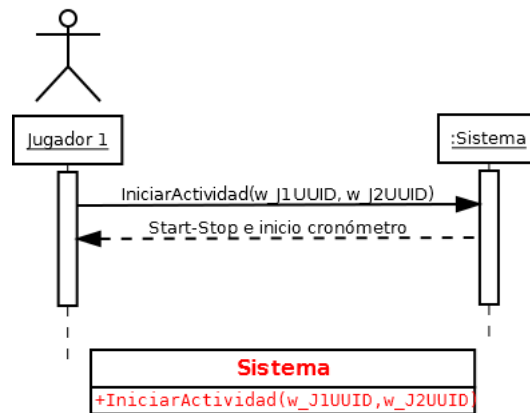 Jugador 1
:Sistema
IniciarActividad(w_J1UUID, w_J2UUID)
Start-Stop e inicio cronómetro
Sistema
+IniciarActividad(w_J1UUID,w_J2UUID)